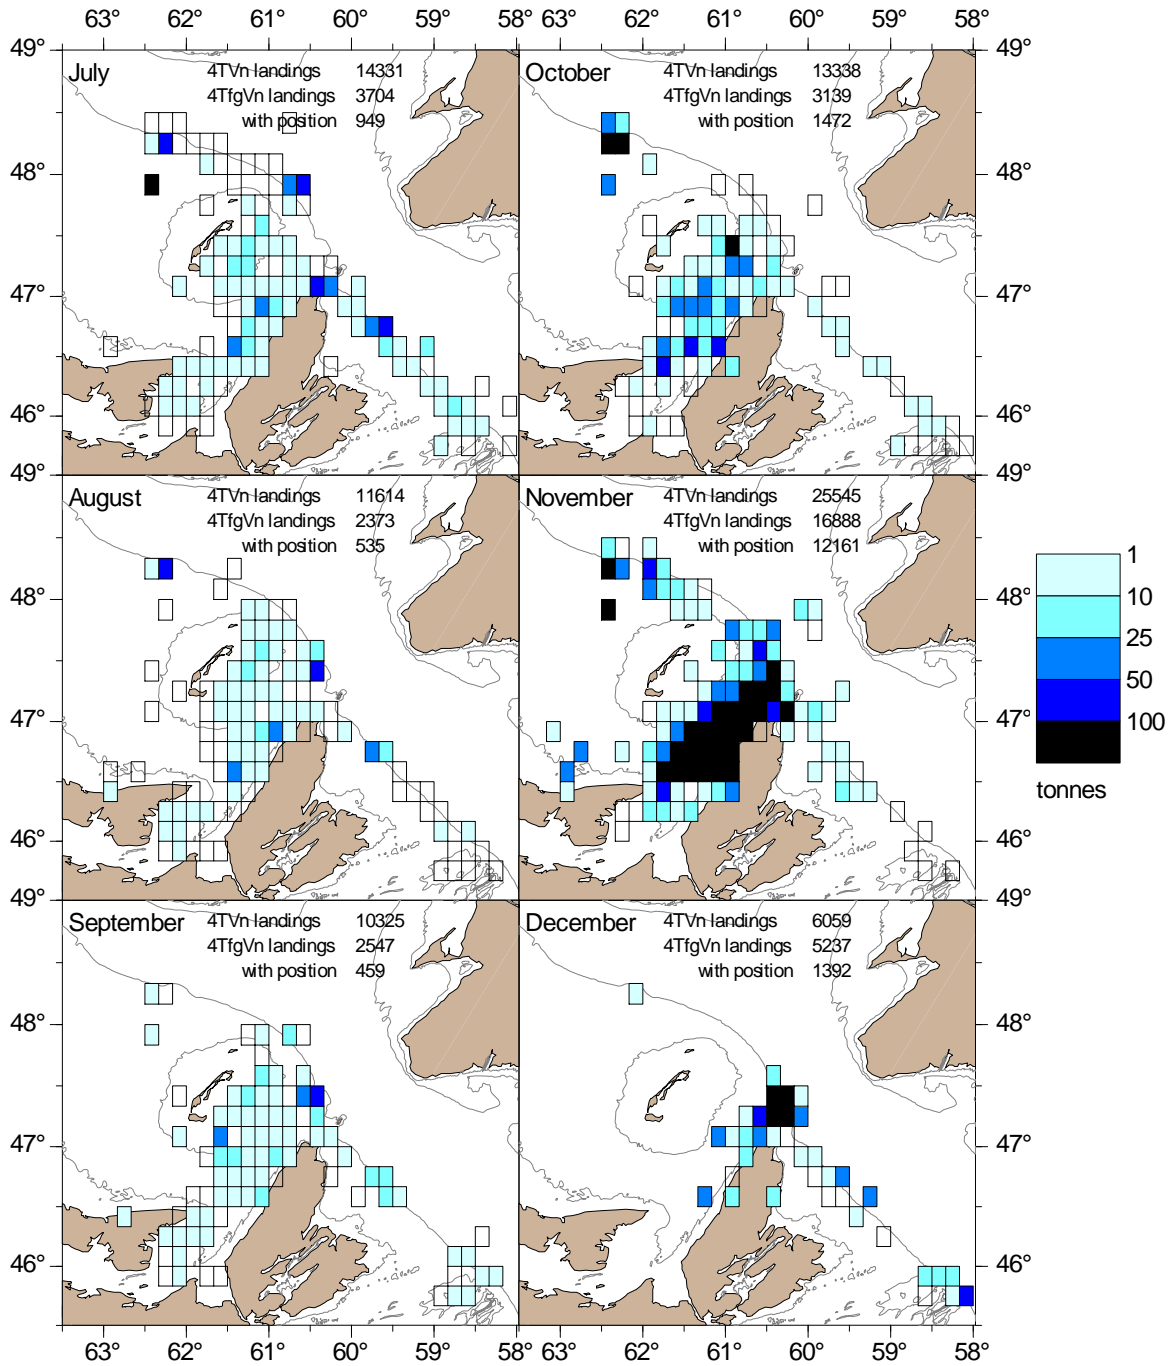 63° 62° 61° 60° 59° 58°
63° 62° 61° 60° 59° 58°
49° 49°
July
4TVn landings 14331
4TfgVn landings 3704
with position 949
October
4TVn landings 13338
4TfgVn landings 3139
with position 1472
48° 48°
47° 47°
46° 46°
49° 49°
August
4TVn landings 11614
4TfgVn landings 2373
with position 535
November
4TVn landings 25545
4TfgVn landings 16888
with position 12161
48° 48°
47° 47°
46° 46°
49° 49°
September
4TVn landings 10325
4TfgVn landings 2547
with position 459
December
4TVn landings 6059
4TfgVn landings 5237
with position 1392
48° 48°
47° 47°
46° 46°
63° 62° 61° 60° 59° 58°
63° 62° 61° 60° 59° 58°
1
10
25
50
100
tonnes